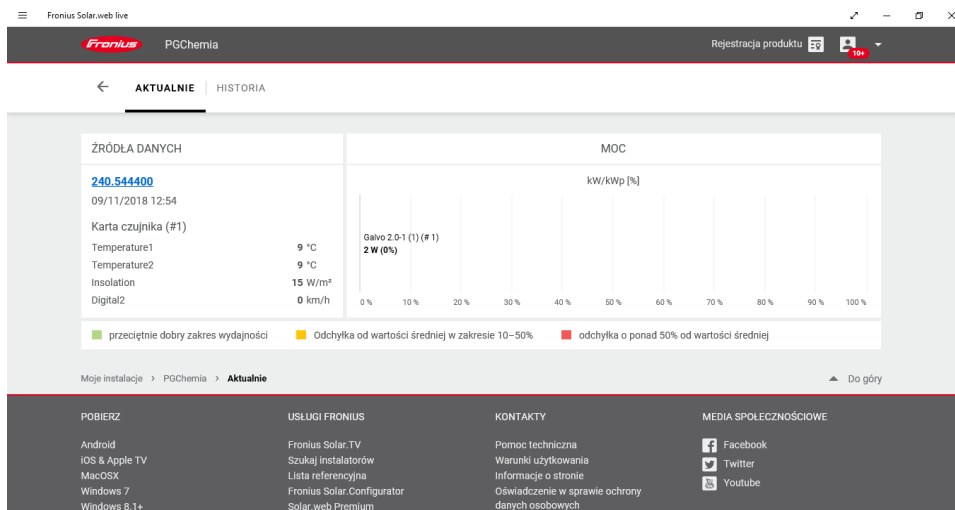 Fronius Solar.web live
Fronius
PGChemia
Rejestracja produktu
10+
AKTUALNIE
HISTORIA
ŹRÓDŁA DANYCH
240.544400
09/11/2018 12:54
Karta czujnika (#1)
Temperature1 9 °C
Temperature2 9 °C
Insolation 15 W/m²
Digital2 0 km/h
MOC
kW/kWp [%]
Galvo 2.0-1 (1) (# 1)
2 W (0%)
0 % 10 % 20 % 30 % 40 % 50 % 60 % 70 % 80 % 90 % 100 %
przeciętnie dobry zakres wydajności
Odchyłka od wartości średniej w zakresie 10–50%
odchyłka o ponad 50% od wartości średniej
Moje instalacje › PGChemia › Aktualnie
Do góry
POBIERZ
Android
iOS & Apple TV
MacOSX
Windows 7
Windows 8.1+
USŁUGI FRONIUS
Fronius Solar.TV
Szukaj instalatorów
Lista referencyjna
Fronius Solar.Configurator
Solar.web Premium
KONTAKTY
Pomoc techniczna
Warunki użytkowania
Informacje o stronie
Oświadczenie w sprawie ochrony
danych osobowych
MEDIA SPOŁECZNOŚCIOWE
Facebook
Twitter
Youtube